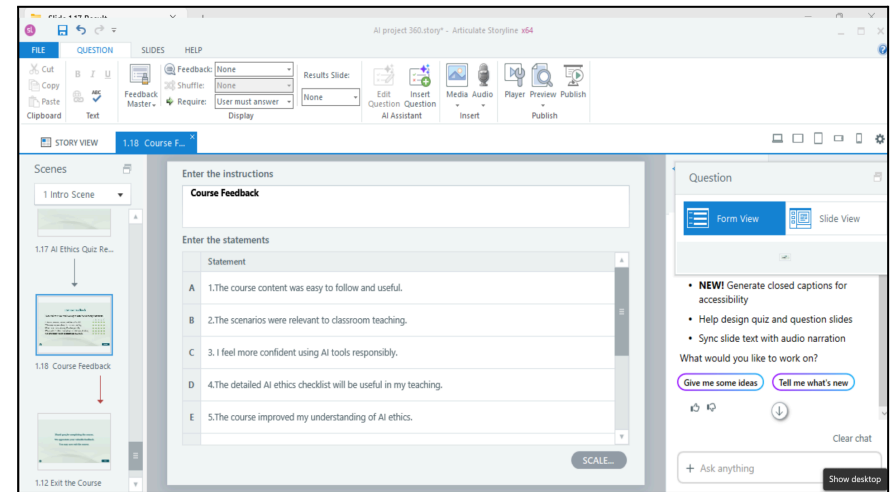 AI project 360.story* - Articulate Storyline x64
FILE QUESTION SLIDES HELP
Cut
Copy
Paste
Clipboard
B I U
ABC
Text
Feedback Master
Feedback: None
Shuffle: None
Require: User must answer
Display
Results Slide:
None
Edit Question
Insert Question
AI Assistant
Media Audio
Insert
Player Preview Publish
Publish
STORY VIEW
1.18 Course F...
Scenes
1 Intro Scene
1.17 AI Ethics Quiz Re...
1.18 Course Feedback
1.12 Exit the Course
Enter the instructions
Course Feedback
Enter the statements
Statement
A 1.The course content was easy to follow and useful.
B 2.The scenarios were relevant to classroom teaching.
C 3. I feel more confident using AI tools responsibly.
D 4.The detailed AI ethics checklist will be useful in my teaching.
E 5.The course improved my understanding of AI ethics.
SCALE...
Question
Form View
Slide View
• NEW! Generate closed captions for
accessibility
• Help design quiz and question slides
• Sync slide text with audio narration
What would you like to work on?
Give me some ideas
Tell me what's new
Clear chat
+ Ask anything
Show desktop